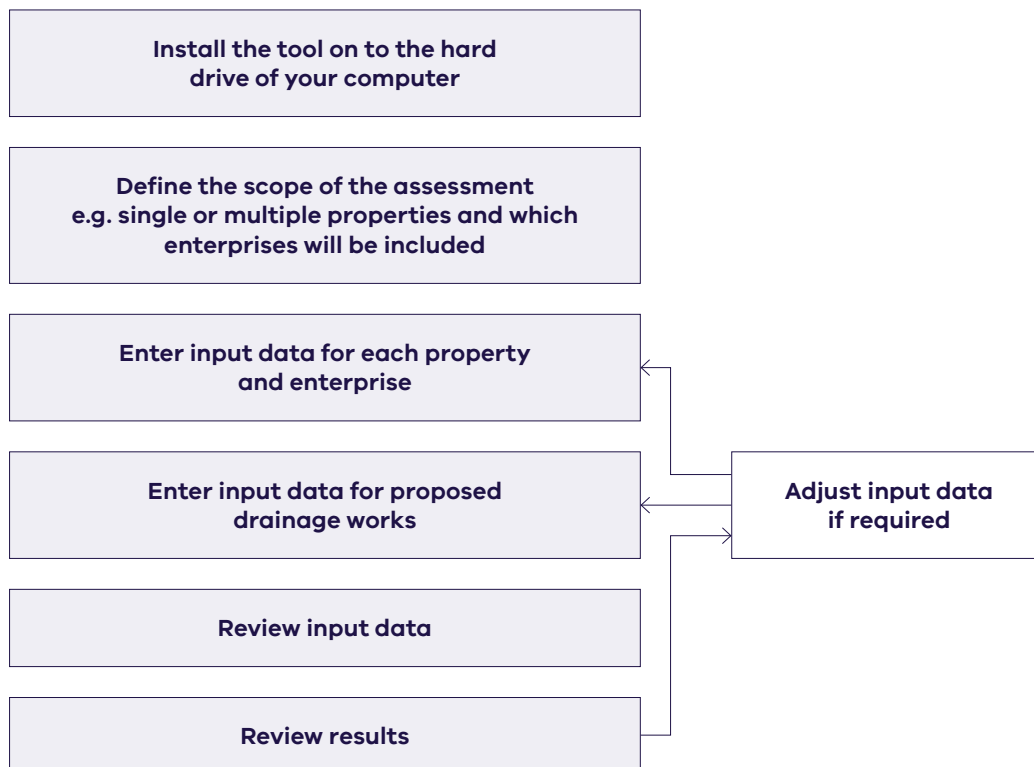 Install the tool on to the hard
drive of your computer
Define the scope of the assessment
e.g. single or multiple properties and which
enterprises will be included
Enter input data for each property
and enterprise
Enter input data for proposed
drainage works
Adjust input data
if required
Review input data
Review results